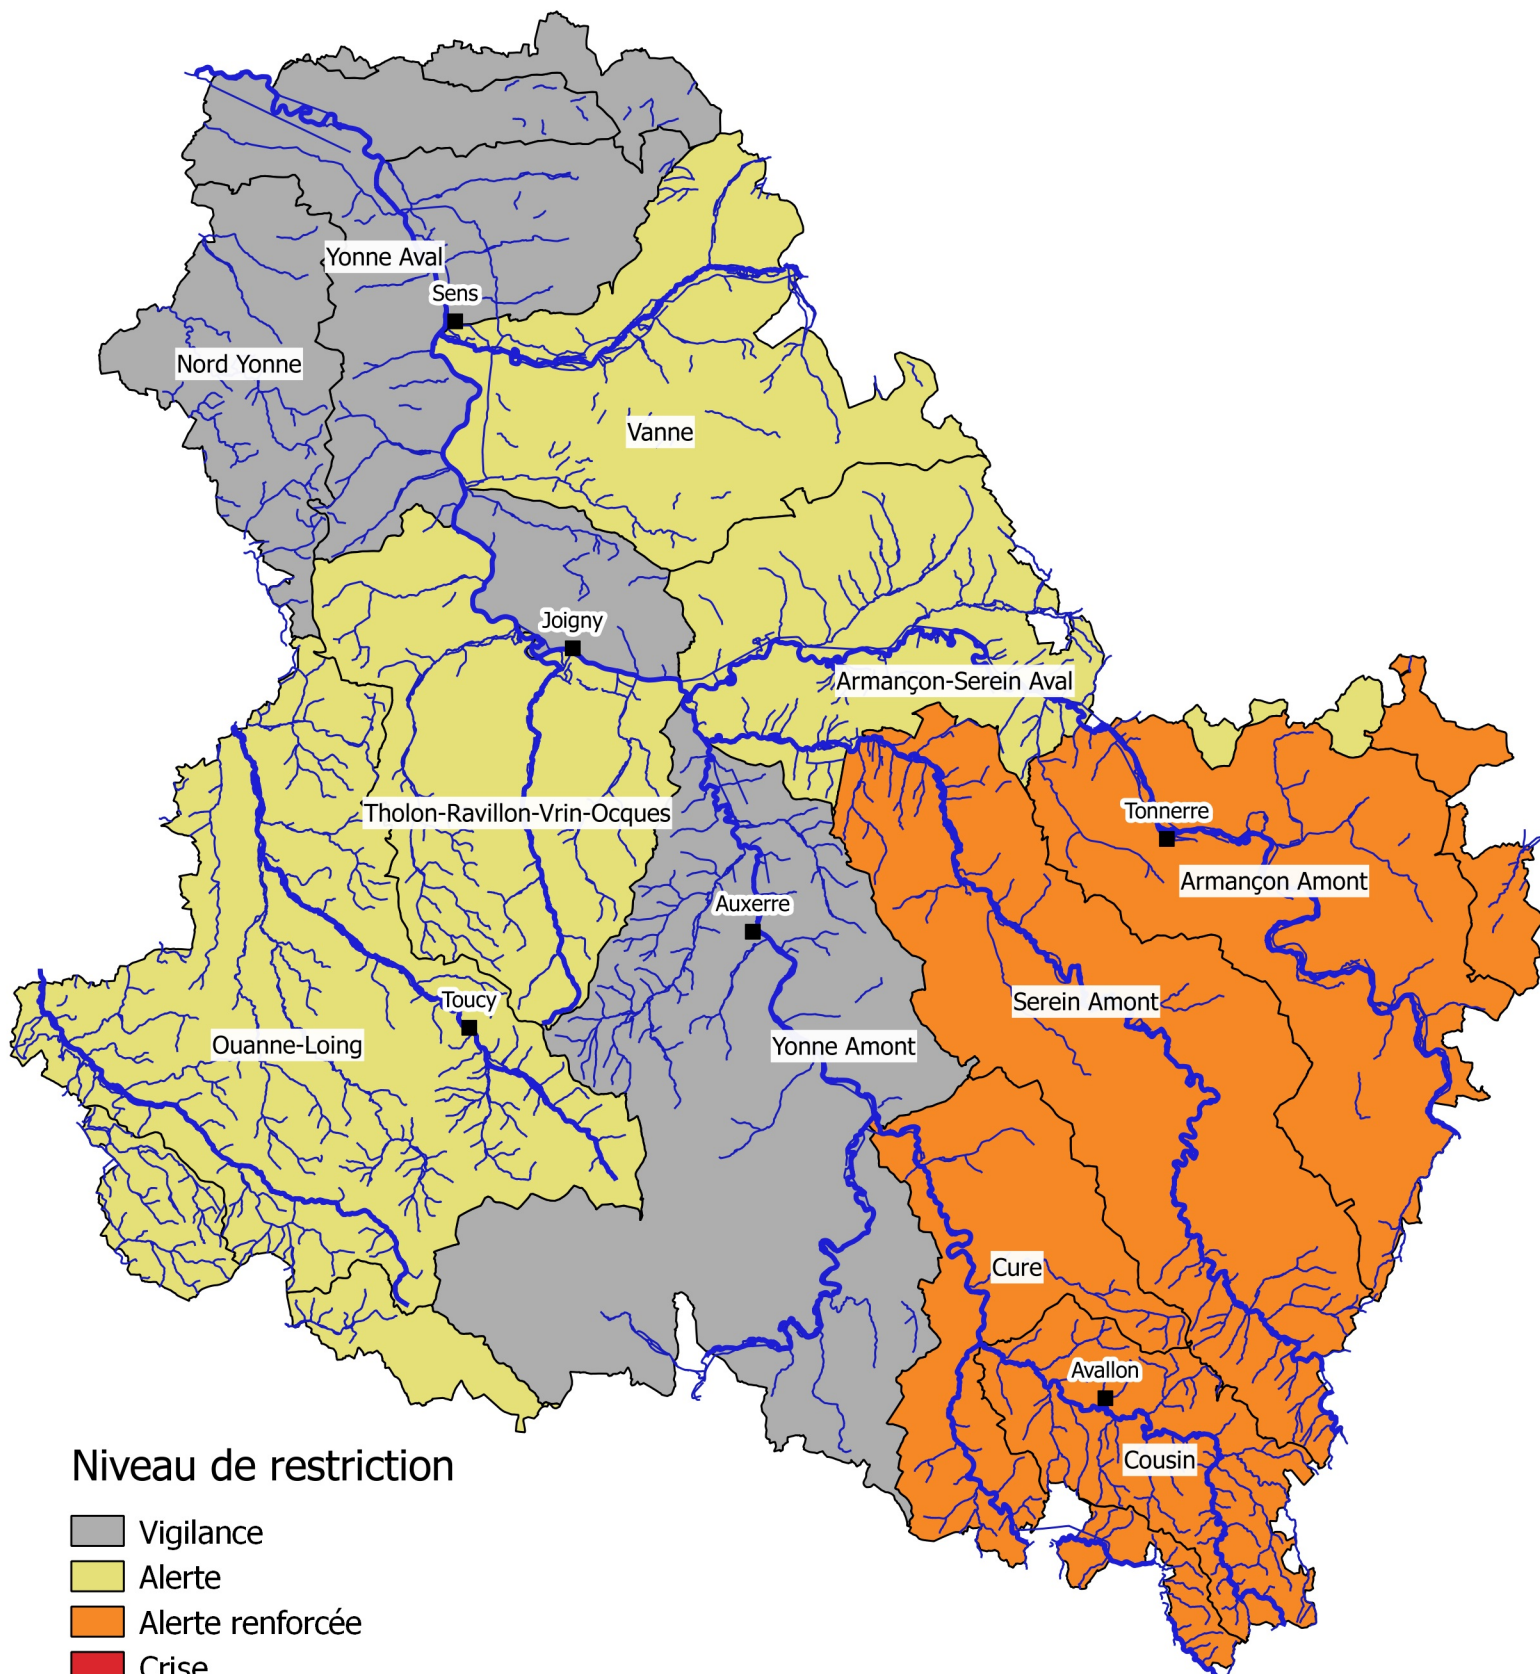 Yonne Aval
Sens
Nord Yonne
Vanne
Joigny
Armançon-Serein Aval
Tholon-Ravillon-Vrin-Ocques
Tonnerre
Armançon Amont
Auxerre
Toucy
Serein Amont
Ouanne-Loing
Yonne Amont
Cure
Avallon
Cousin
Niveau de restriction
Vigilance
Alerte
Alerte renforcée
Crise